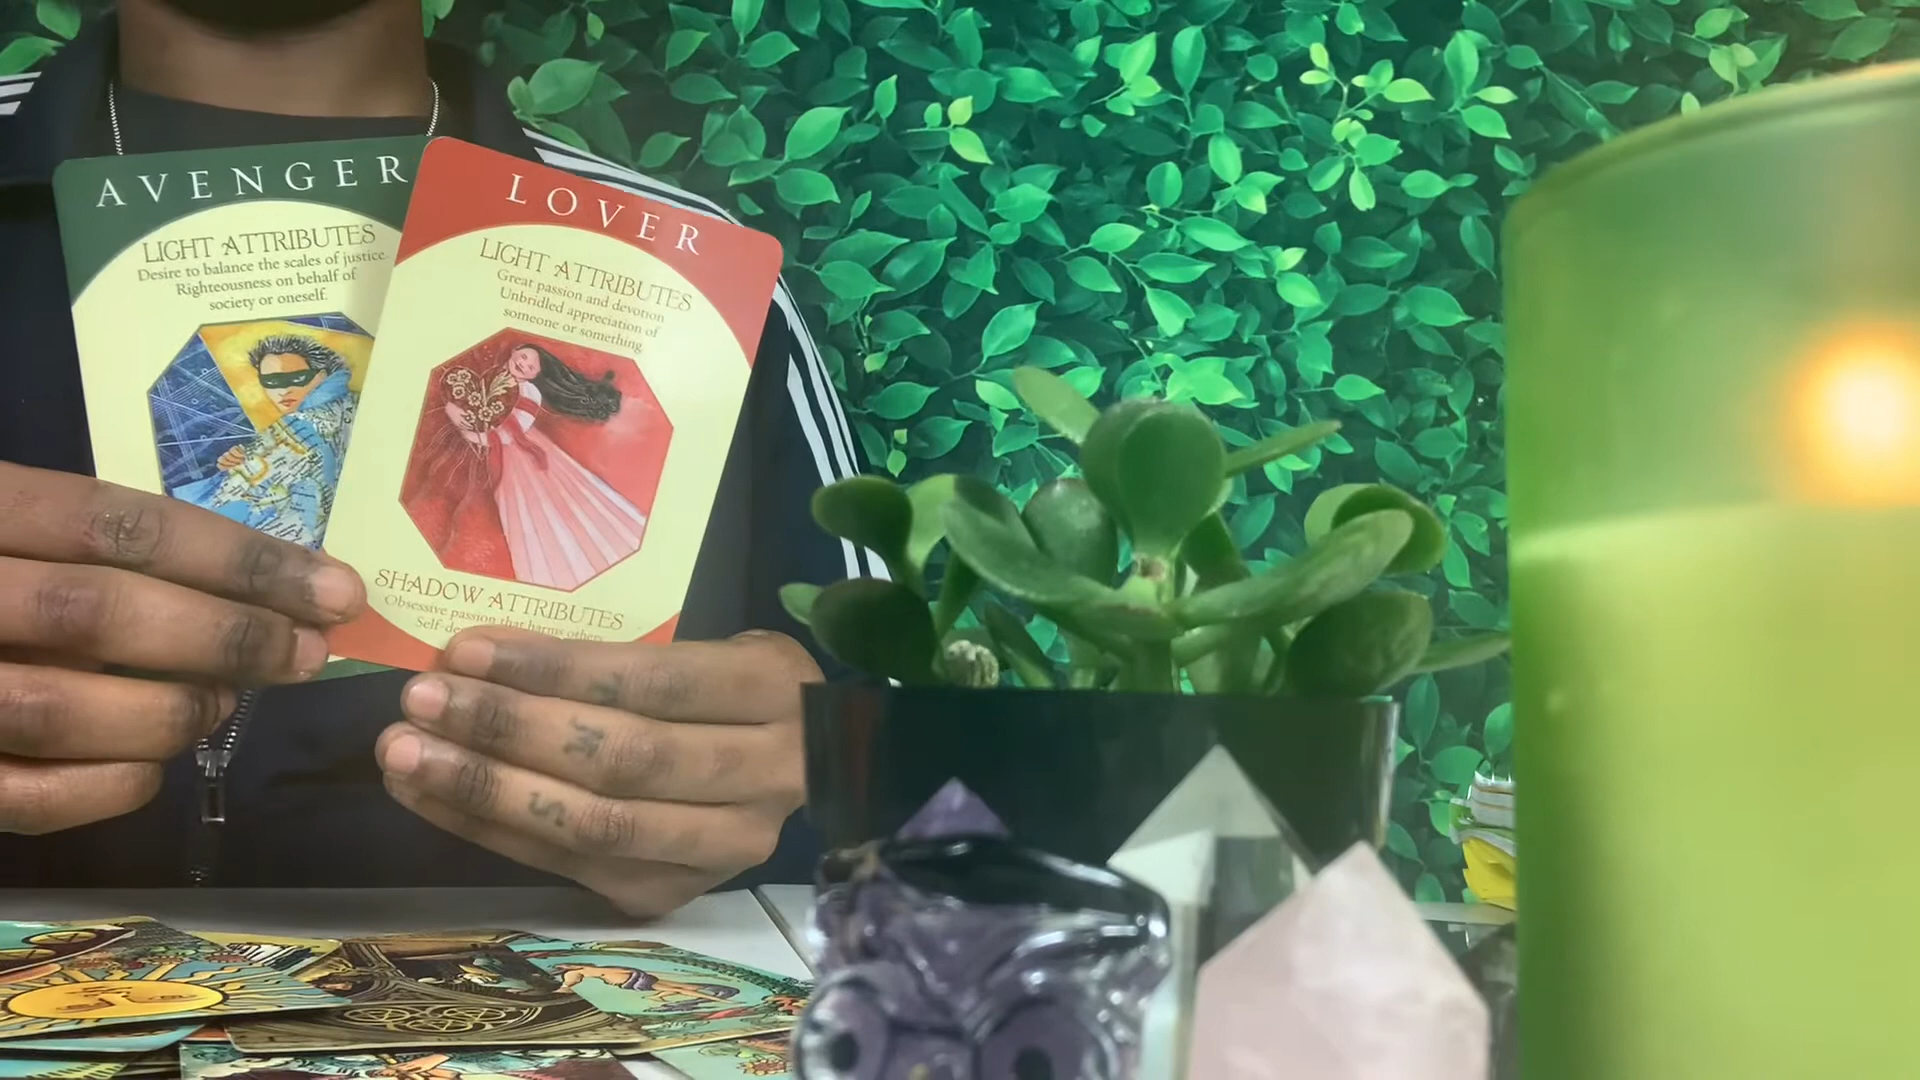 AVENGER
LIGHT ATTRIBUTES
Desire to balance the scales of justice.
Righteousness on behalf of
society or oneself.
LOVER
LIGHT ATTRIBUTES
Great passion and devotion
Unbridled appreciation of
someone or something
SHADOW ATTRIBUTES
Obsessive passion that harms others